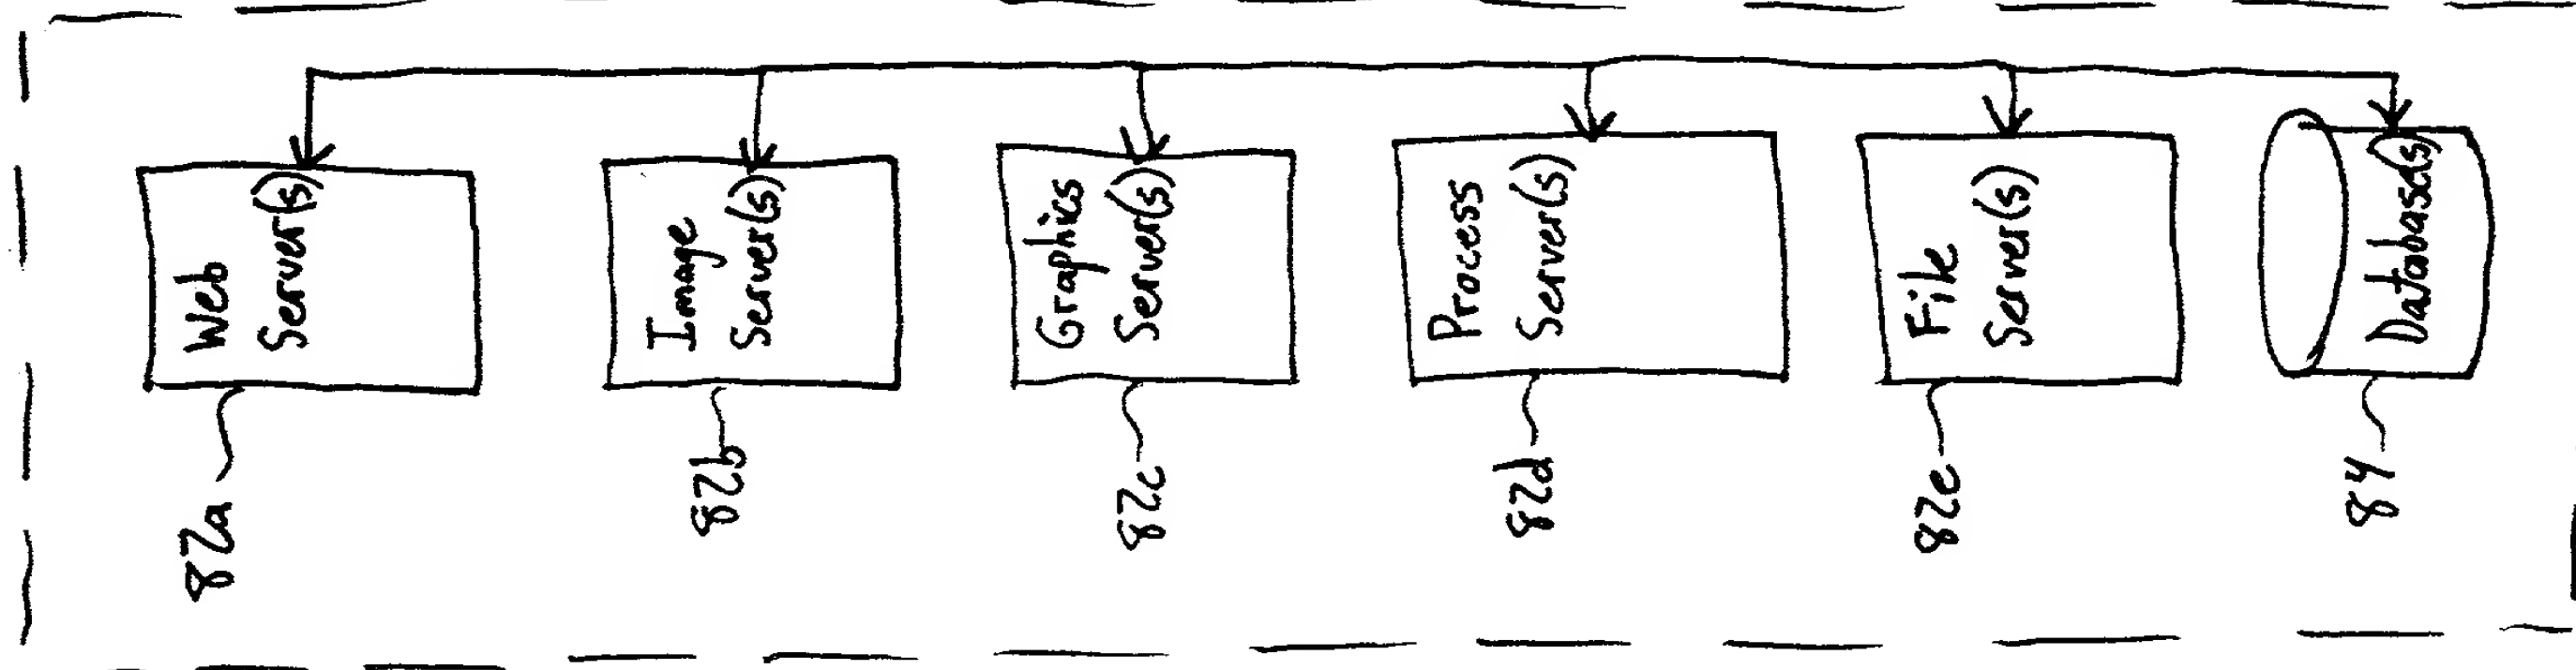 Web
Server(s)
82a
Image
Server(s)
82b
Graphics
Server(s)
82c
Process
Server(s)
82d
File
Server(s)
82e
Database(s)
84